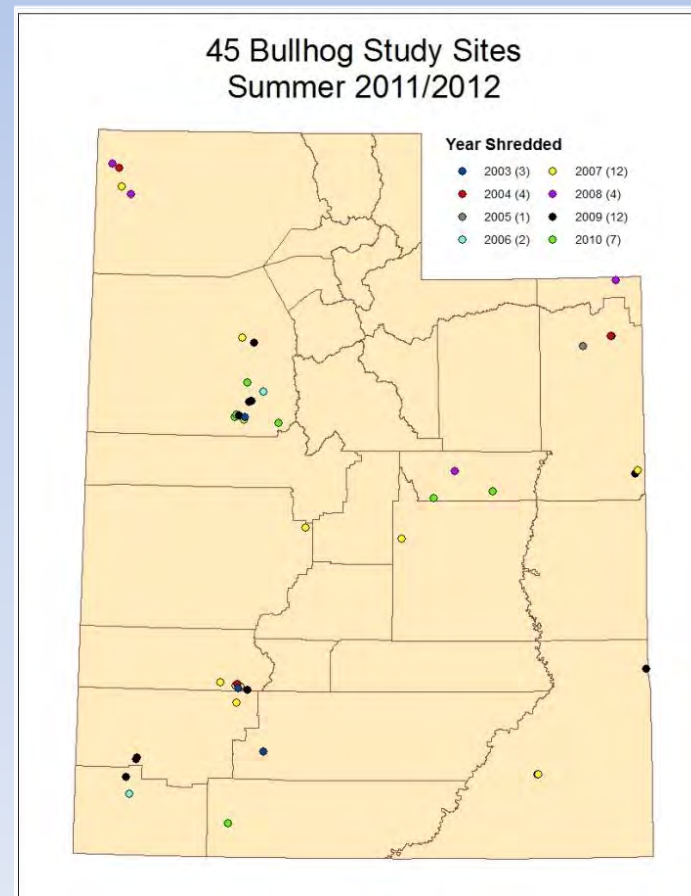 45 Bullhog Study Sites
Summer 2011/2012
Year Shredded
2003 (3)
2004 (4)
2005 (1)
2006 (2)
2007 (12)
2008 (4)
2009 (12)
2010 (7)